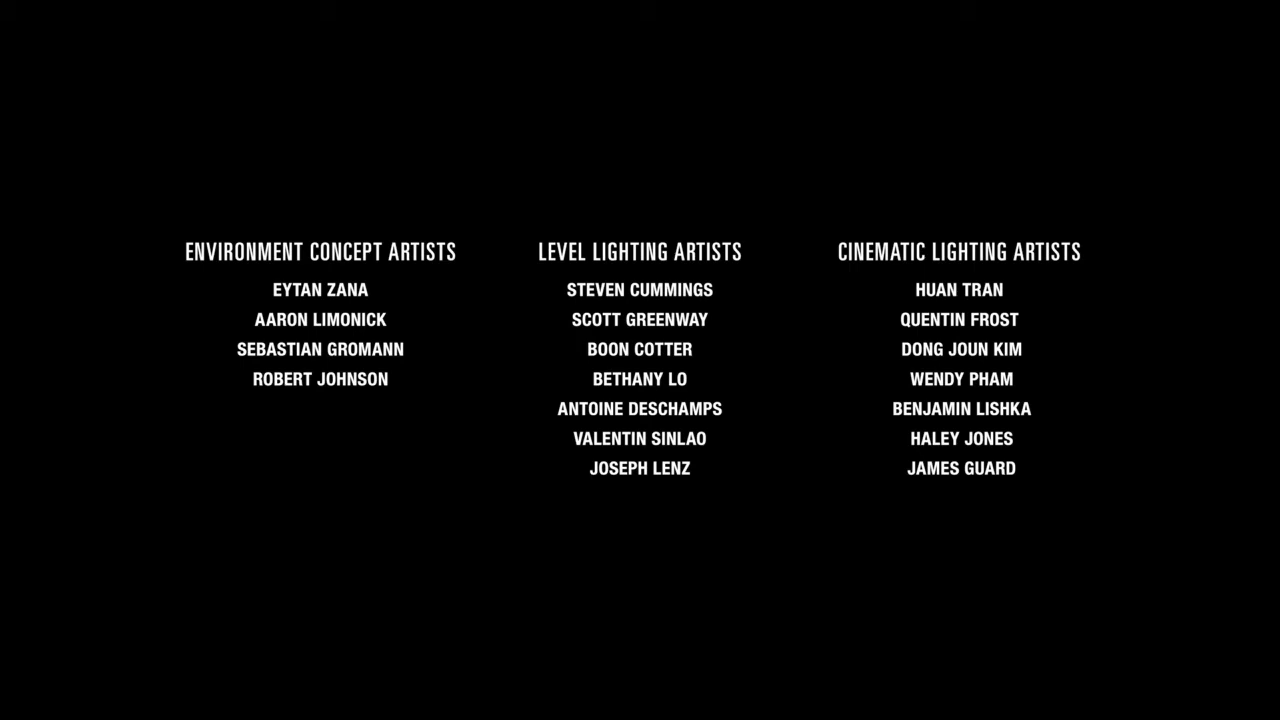 ENVIRONMENT CONCEPT ARTISTS
EYTAN ZANA
AARON LIMONICK
SEBASTIAN GROMANN
ROBERT JOHNSON
LEVEL LIGHTING ARTISTS
STEVEN CUMMINGS
SCOTT GREENWAY
BOON COTTER
BETHANY LO
ANTOINE DESCHAMPS
VALENTIN SINLAO
JOSEPH LENZ
CINEMATIC LIGHTING ARTISTS
HUAN TRAN
QUENTIN FROST
DONG JOUN KIM
WENDY PHAM
BENJAMIN LISHKA
HALEY JONES
JAMES GUARD